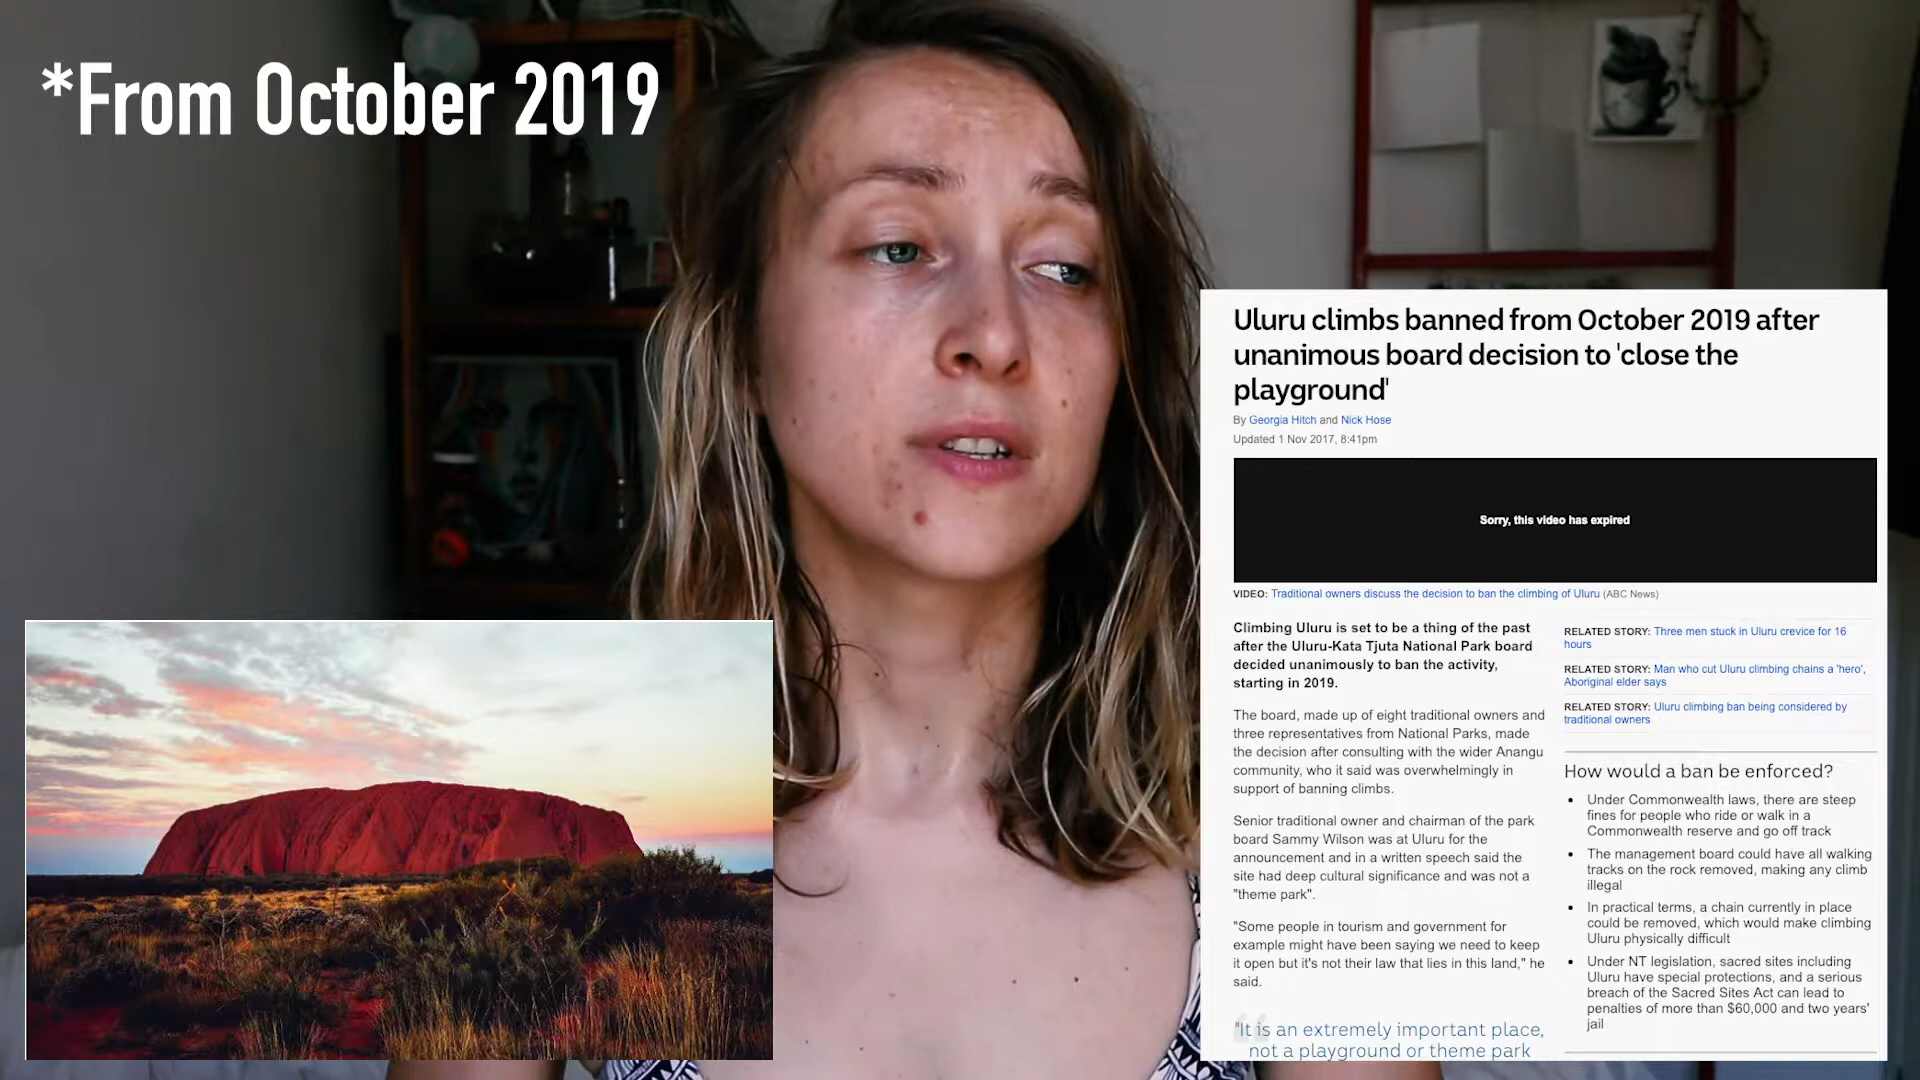 *From October 2019
Uluru climbs banned from October 2019 after
unanimous board decision to 'close the
playground'
By Georgia Hitch and Nick Hose
Updated 1 Nov 2017, 8:41pm
Sorry, this video has expired
VIDEO: Traditional owners discuss the decision to ban the climbing of Uluru (ABC News)
Climbing Uluru is set to be a thing of the past
after the Uluru-Kata Tjuta National Park board
decided unanimously to ban the activity,
starting in 2019.
The board, made up of eight traditional owners and
three representatives from National Parks, made
the decision after consulting with the wider Anangu
community, who it said was overwhelmingly in
support of banning climbs.
Senior traditional owner and chairman of the park
board Sammy Wilson was at Uluru for the
announcement and in a written speech said the
site had deep cultural significance and was not a
"theme park".
"Some people in tourism and government for
example might have been saying we need to keep
it open but it's not their law that lies in this land," he
said.
"It is an extremely important place,
not a playground or theme park
RELATED STORY: Three men stuck in Uluru crevice for 16
hours
RELATED STORY: Man who cut Uluru climbing chains a 'hero',
Aboriginal elder says
RELATED STORY: Uluru climbing ban being considered by
traditional owners
How would a ban be enforced?
• Under Commonwealth laws, there are steep
fines for people who ride or walk in a
Commonwealth reserve and go off track
• The management board could have all walking
tracks on the rock removed, making any climb
illegal
• In practical terms, a chain currently in place
could be removed, which would make climbing
Uluru physically difficult
• Under NT legislation, sacred sites including
Uluru have special protections, and a serious
breach of the Sacred Sites Act can lead to
penalties of more than $60,000 and two years'
jail